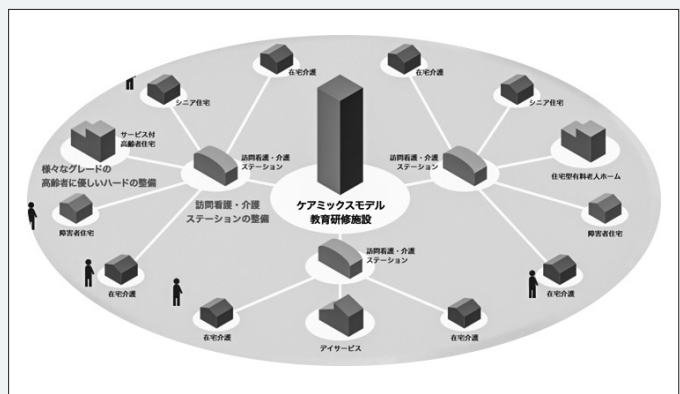 在宅介護
在宅介護
シニア住宅
シニア住宅
サービス付
高齢者住宅
訪問看護・介護
ステーション
訪問看護・介護
ステーション
様々なグレードの
高齢者に優しいハードの整備
住宅型有料老人ホーム
訪問看護・介護
ステーションの整備
ケアミックスモデル
教育研修施設
障害者住宅
障害者住宅
訪問看護・介護
ステーション
在宅介護
在宅介護
在宅介護
デイサービス
在宅介護